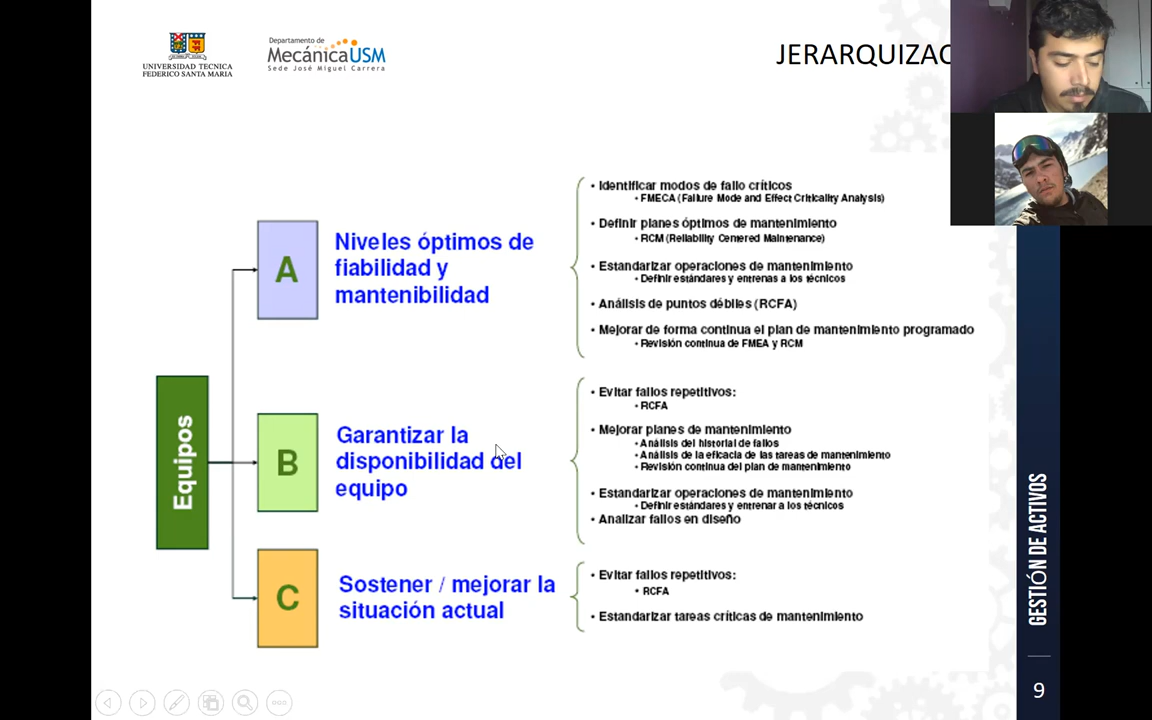 UNIVERSIDAD TECNICA
FEDERICO SANTA MARIA
Departamento de
MecánicaUSM
Sede José Miguel Carrera
JERARQUIZAC
Equipos
A
Niveles óptimos de
fiabilidad y
mantenibilidad
• Identificar modos de fallo críticos
• FMECA (Failure Mode and Effect Criticality Analysis)
• Definir planes óptimos de mantenimiento
• RCM (Reliability Centered Maintenance)
• Estandarizar operaciones de mantenimiento
• Definir estándares y entrenas a los técnicos
• Análisis de puntos débiles (RCFA)
• Mejorar de forma continua el plan de mantenimiento programado
• Revisión continua de FMEA y RCM
B
Garantizar la
disponibilidad del
equipo
• Evitar fallos repetitivos:
• RCFA
• Mejorar planes de mantenimiento
• Análisis del historial de fallos
• Análisis de la eficacia de las tareas de mantenimiento
• Revisión continua del plan de mantenimiento
• Estandarizar operaciones de mantenimiento
• Definir estándares y entrenar a los técnicos
• Analizar fallos en diseño
C
Sostener / mejorar la
situación actual
• Evitar fallos repetitivos:
• RCFA
• Estandarizar tareas críticas de mantenimiento
GESTIÓN DE ACTIVOS
9